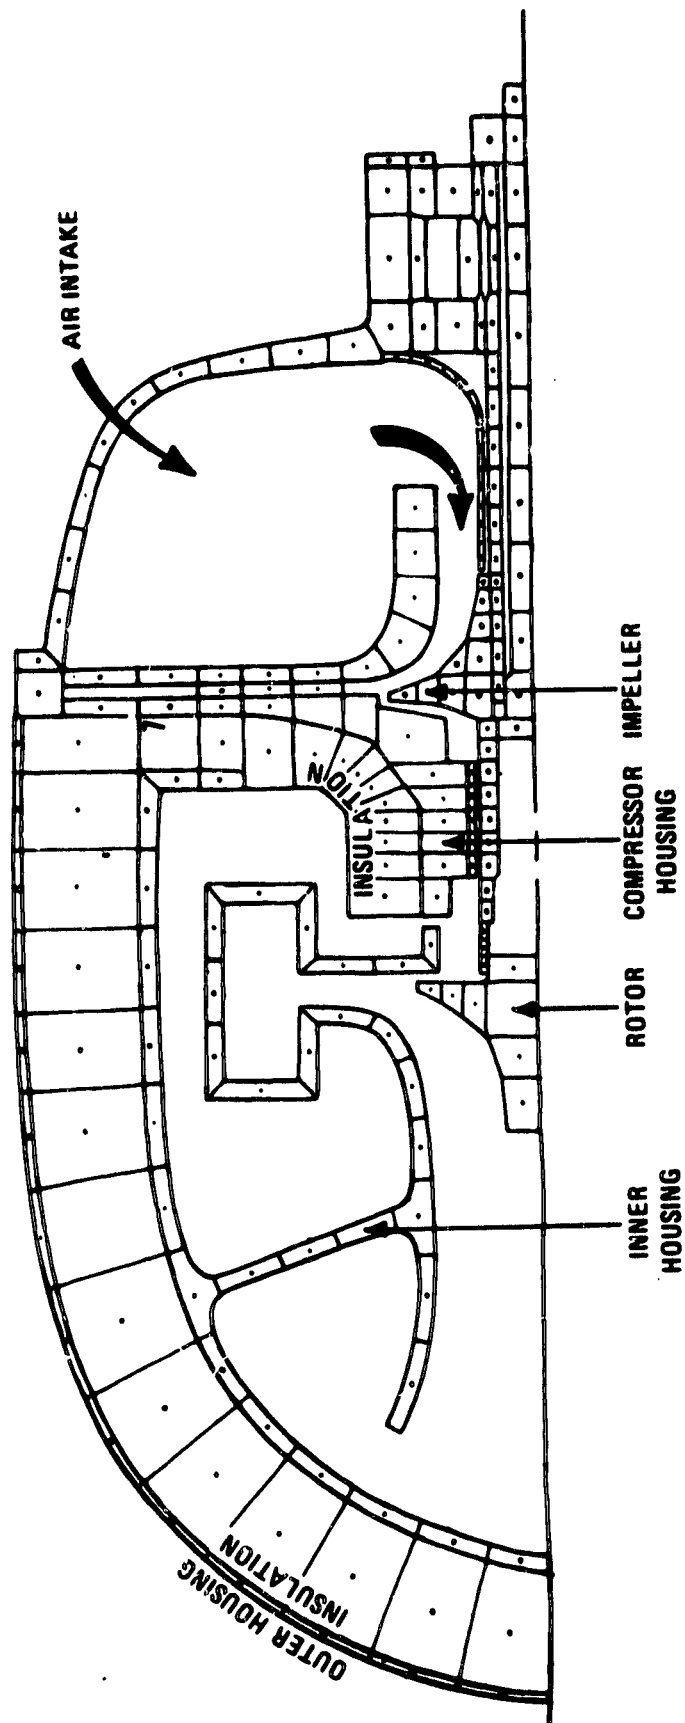 AIR INTAKE
INSULATION
IMPELLER
COMPRESSOR
HOUSING
ROTOR
INNER
HOUSING
OUTER HOUSING
INSULATION